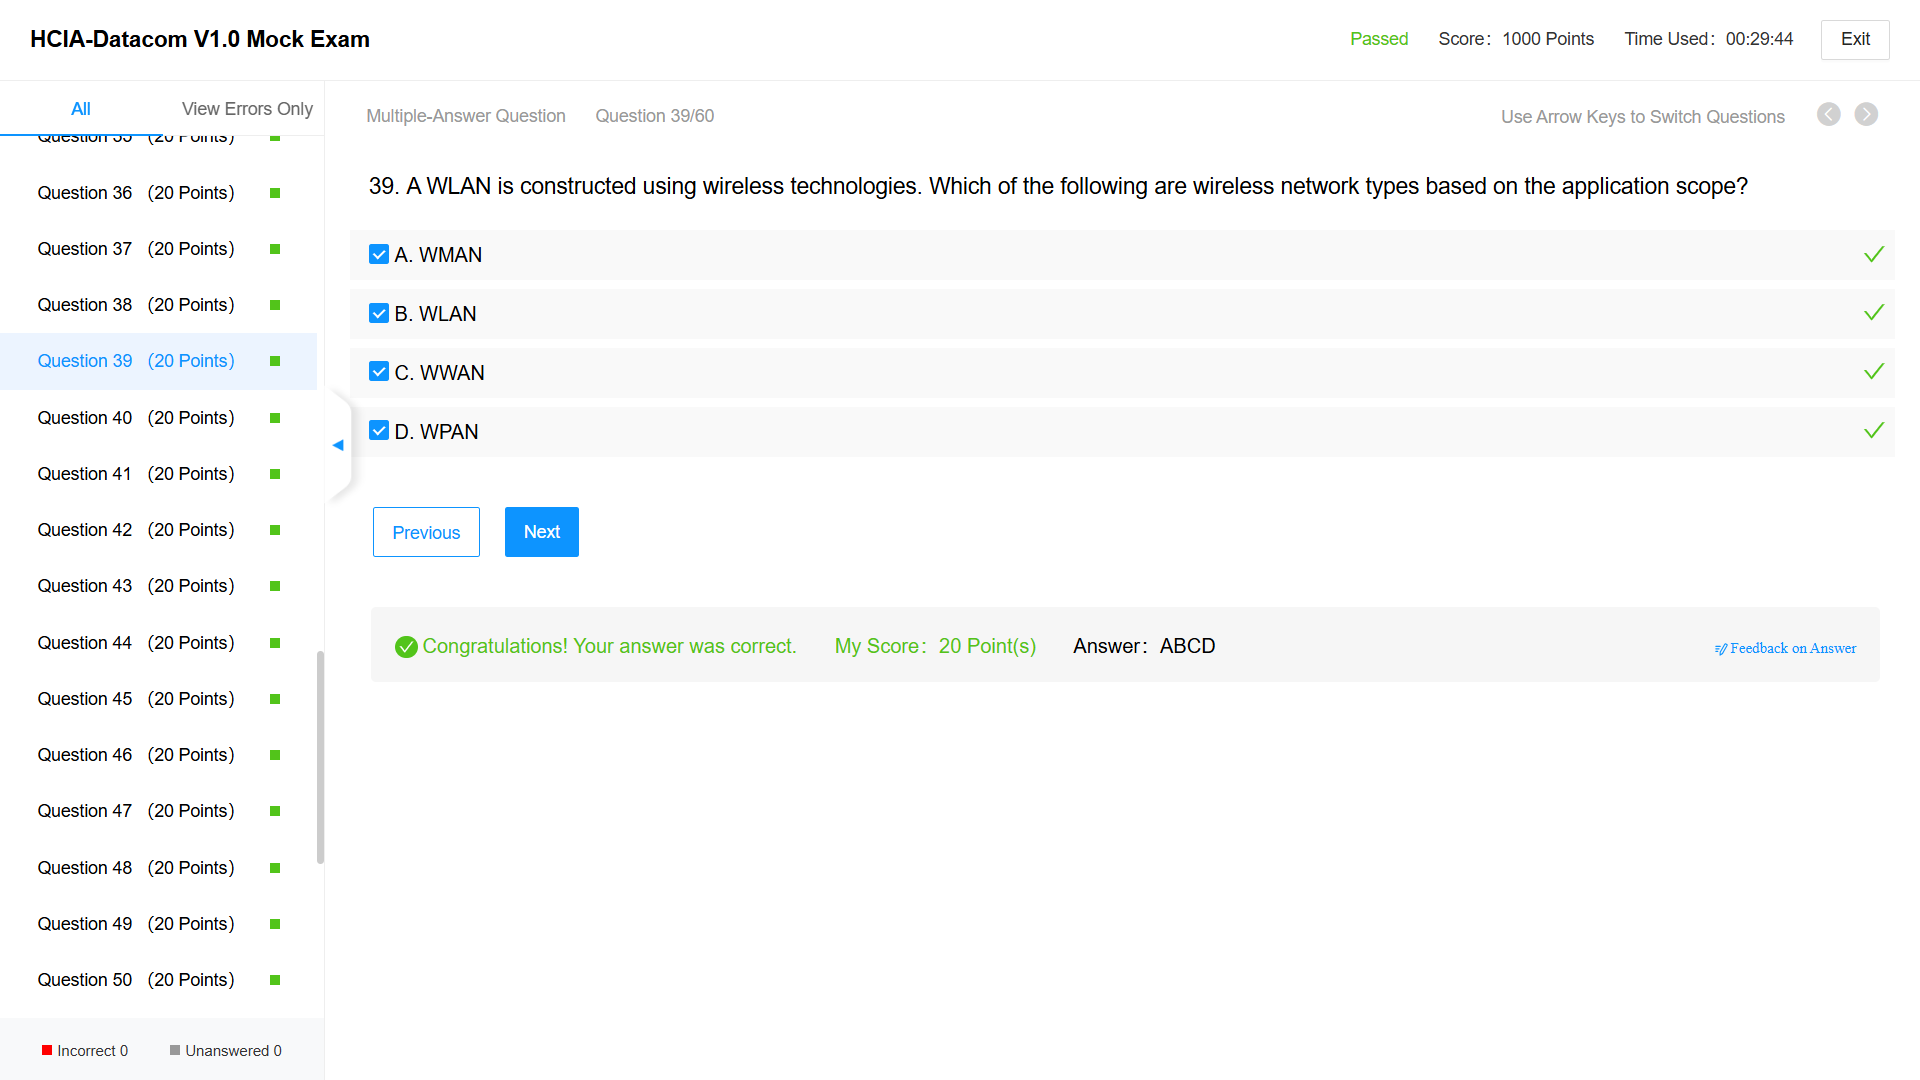 HCIA-Datacom V1.0 Mock Exam
Passed Score: 1000 Points Time Used: 00:29:44 Exit
All View Errors Only
Question 35 (20 Points)
Question 36 (20 Points)
Question 37 (20 Points)
Question 38 (20 Points)
Question 39 (20 Points)
Question 40 (20 Points)
Question 41 (20 Points)
Question 42 (20 Points)
Question 43 (20 Points)
Question 44 (20 Points)
Question 45 (20 Points)
Question 46 (20 Points)
Question 47 (20 Points)
Question 48 (20 Points)
Question 49 (20 Points)
Question 50 (20 Points)
Incorrect 0 Unanswered 0
Multiple-Answer Question Question 39/60 Use Arrow Keys to Switch Questions
39. A WLAN is constructed using wireless technologies. Which of the following are wireless network types based on the application scope?
A. WMAN
B. WLAN
C. WWAN
D. WPAN
Previous Next
Congratulations! Your answer was correct. My Score: 20 Point(s) Answer: ABCD Feedback on Answer